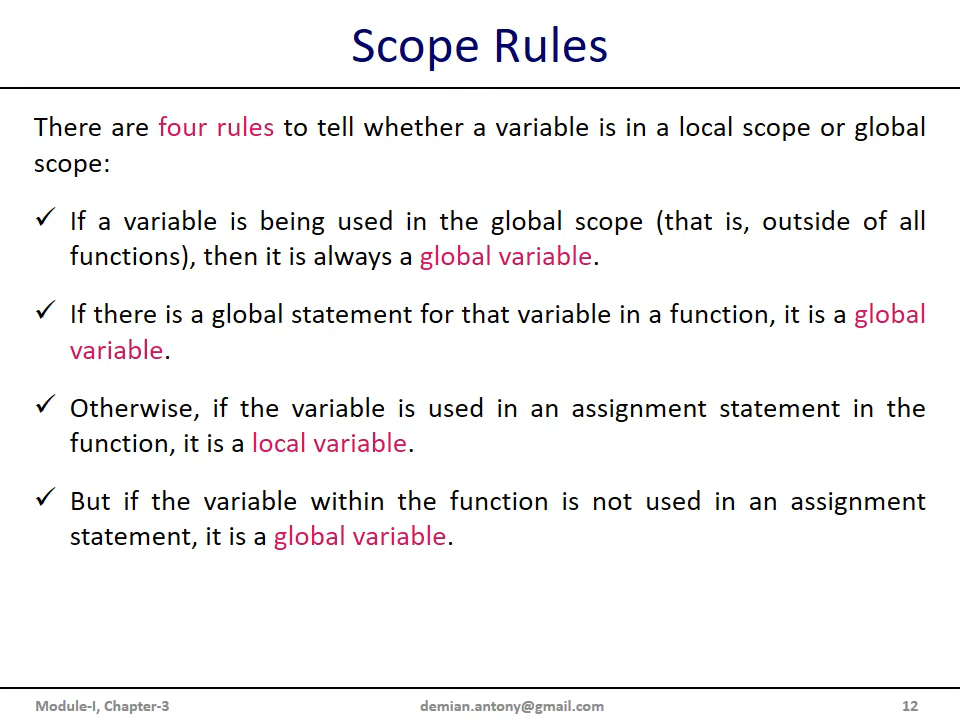 Scope Rules
There are four rules to tell whether a variable is in a local scope or global
scope:
✓ If a variable is being used in the global scope (that is, outside of all
functions), then it is always a global variable.
✓ If there is a global statement for that variable in a function, it is a global
variable.
✓ Otherwise, if the variable is used in an assignment statement in the
function, it is a local variable.
✓ But if the variable within the function is not used in an assignment
statement, it is a global variable.
Module-I, Chapter-3 demian.antony@gmail.com 12